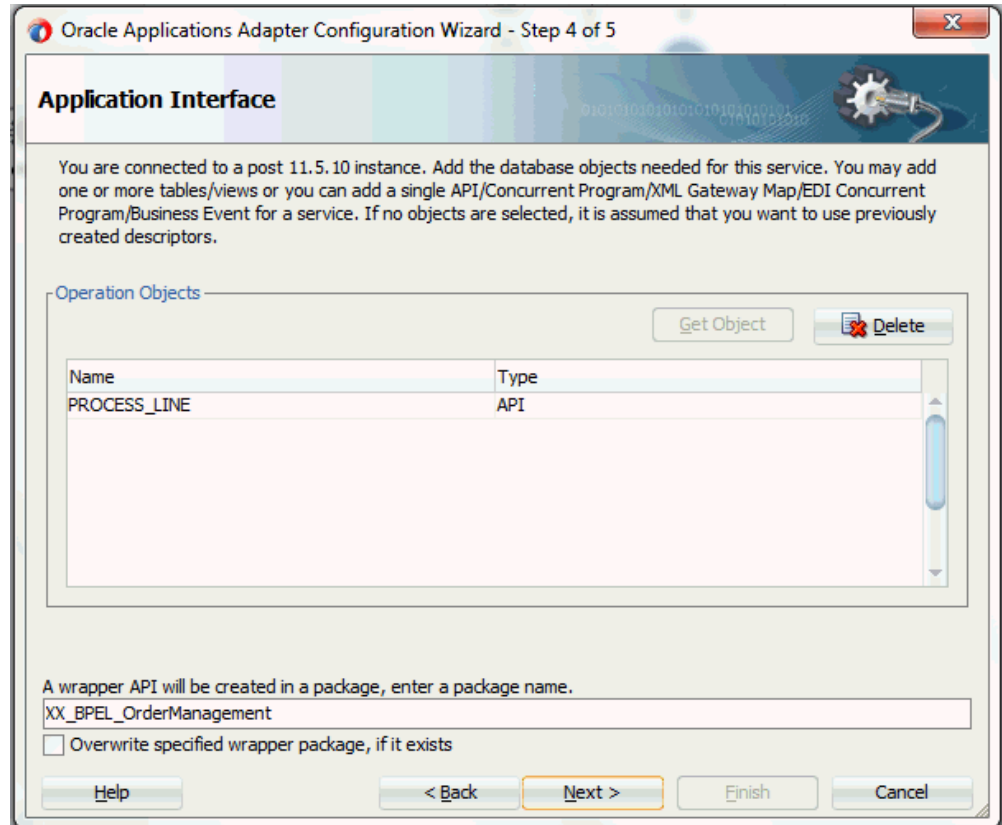 Oracle Applications Adapter Configuration Wizard - Step 4 of 5
x
Application Interface
You are connected to a post 11.5.10 instance. Add the database objects needed for this service. You may add
one or more tables/views or you can add a single API/Concurrent Program/XML Gateway Map/EDI Concurrent
Program/Business Event for a service. If no objects are selected, it is assumed that you want to use previously
created descriptors.
Operation Objects
Get Object Delete
Name Type
PROCESS_LINE API
A wrapper API will be created in a package, enter a package name.
XX_BPEL_OrderManagement
Overwrite specified wrapper package, if it exists
Help < Back Next > Finish Cancel